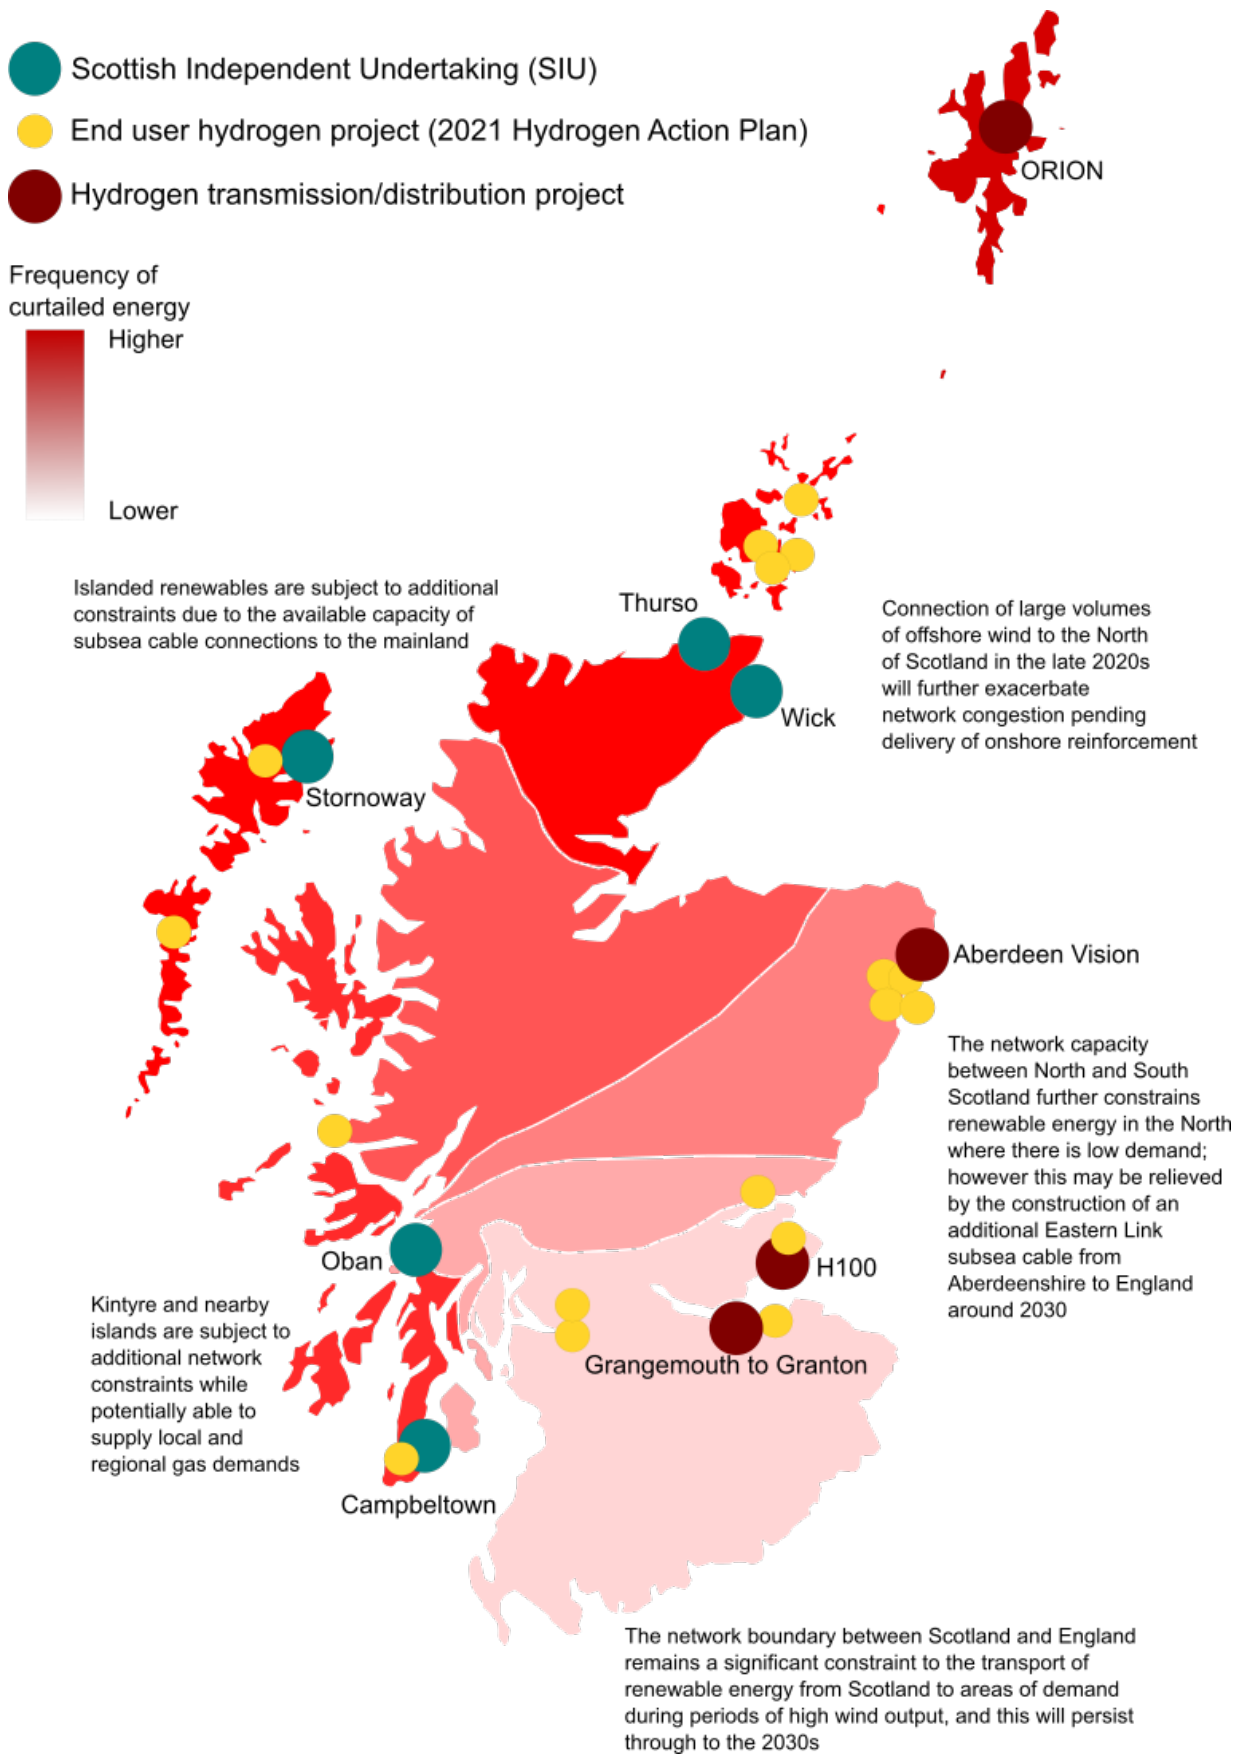 Scottish Independent Undertaking (SIU)
End user hydrogen project (2021 Hydrogen Action Plan)
Hydrogen transmission/distribution project
ORION
Frequency of
curtailed energy
Higher
Lower
Islanded renewables are subject to additional
constraints due to the available capacity of
subsea cable connections to the mainland
Thurso
Wick
Connection of large volumes
of offshore wind to the North
of Scotland in the late 2020s
will further exacerbate
network congestion pending
delivery of onshore reinforcement
Stornoway
Aberdeen Vision
The network capacity
between North and South
Scotland further constrains
renewable energy in the North
where there is low demand;
however this may be relieved
by the construction of an
additional Eastern Link
subsea cable from
Aberdeenshire to England
around 2030
Oban
H100
Kintyre and nearby
islands are subject to
additional network
constraints while
potentially able to
supply local and
regional gas demands
Grangemouth to Granton
Campbeltown
The network boundary between Scotland and England
remains a significant constraint to the transport of
renewable energy from Scotland to areas of demand
during periods of high wind output, and this will persist
through to the 2030s